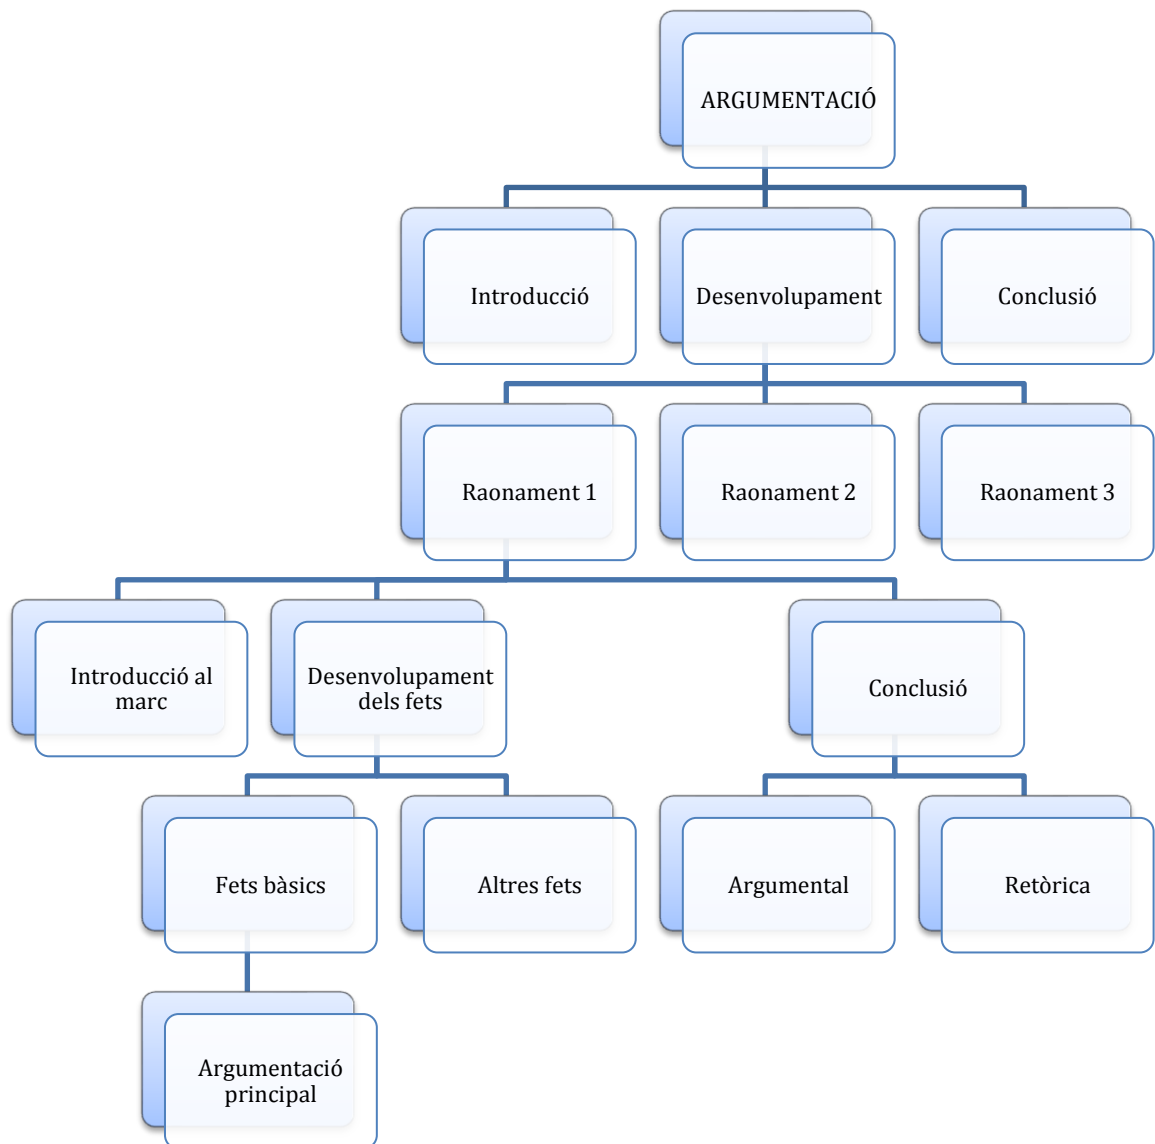 ARGUMENTACIÓ
Introducció
Desenvolupament
Conclusió
Raonament 1
Raonament 2
Raonament 3
Introducció al
marc
Desenvolupament
dels fets
Conclusió
Fets bàsics
Altres fets
Argumental
Retòrica
Argumentació
principal